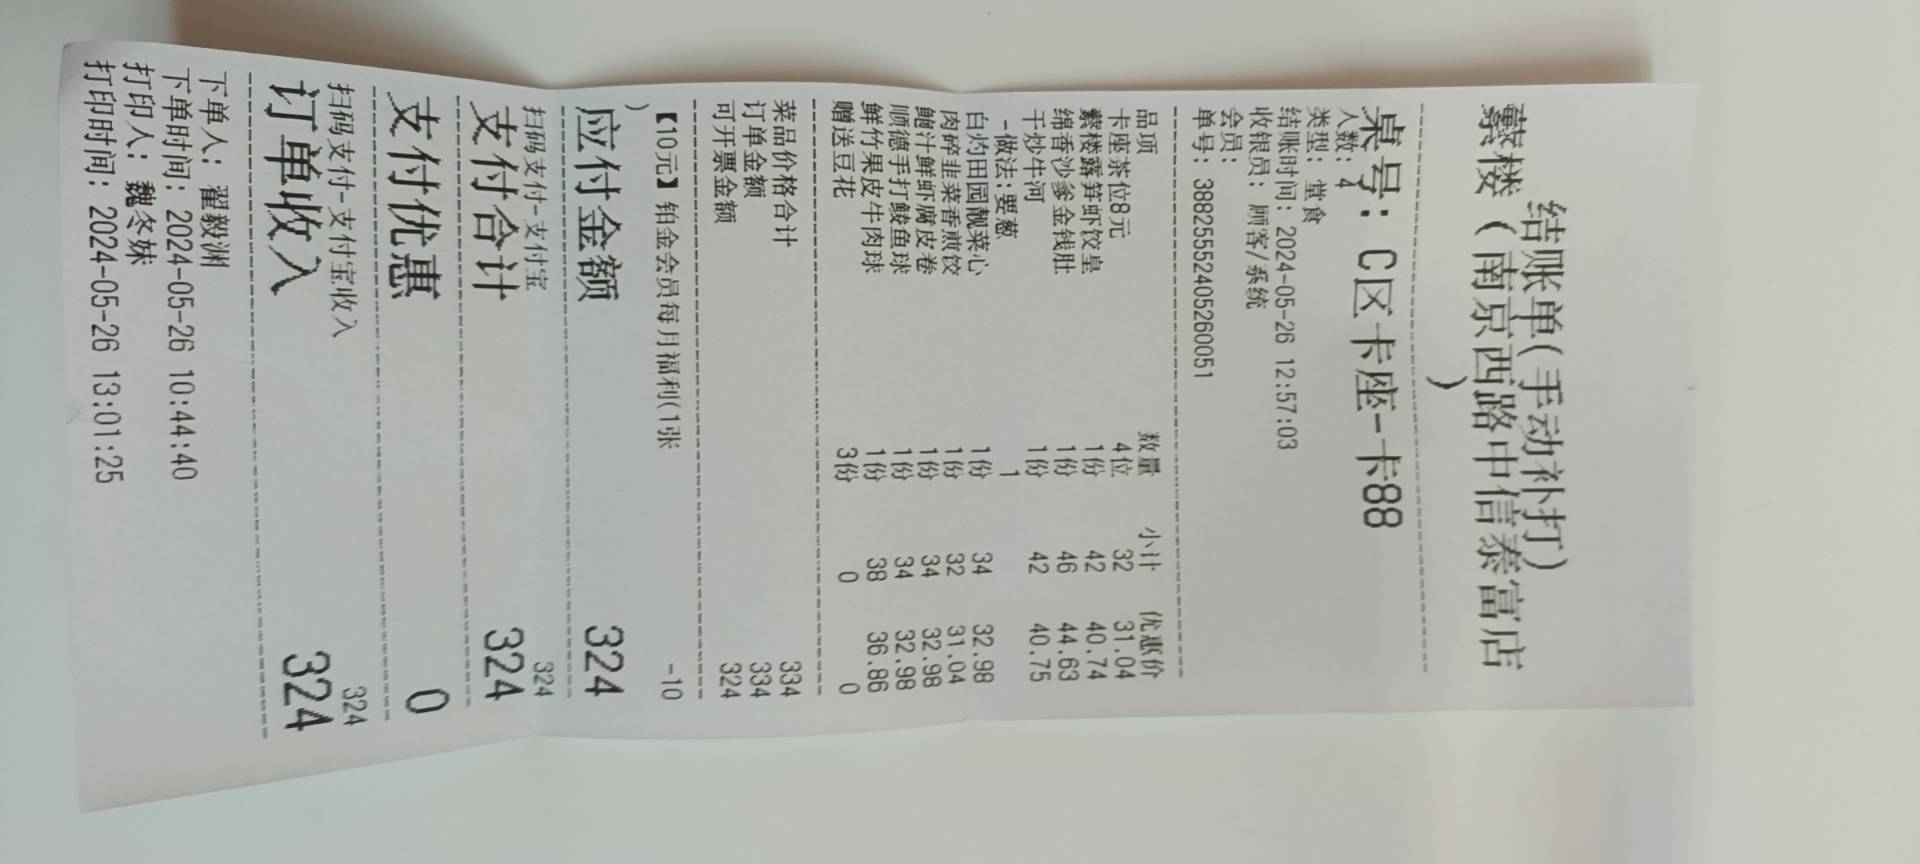 结账单(手动补打)
蘩楼（南京西路中信泰富店
）
桌号：C区卡座-卡88
人数：4
类型：堂食
结账时间：2024-05-26 12:57:03
收银员：顾客/系统
会员：
单号：3882555240526​0051
品项 数量 小计 优惠价
卡座茶位8元 4位 32 31.04
蘩楼露笋虾饺皇 1份 42 40.74
绵香沙爹金钱肚 1份 46 44.63
干炒牛河 1份 42 40.75
-做法:要葱 1
白灼田园靓菜心 1份 34 32.98
肉碎韭菜香煎饺 1份 32 31.04
鲍汁鲜虾腐皮卷 1份 34 32.98
顺德手打鲮鱼球 1份 34 32.98
鲜竹果皮牛肉球 1份 38 36.86
赠送豆花 3份 0 0
菜品价格合计 334
订单金额 334
可开票金额 324
【10元】铂金会员每月福利(1张 -10
)
应付金额 324
扫码支付-支付宝 324
支付合计 324
支付优惠 0
扫码支付-支付宝收入 324
订单收入 324
下单人：翟毅渊
下单时间：2024-05-26 10:44:40
打印人：魏冬妹
打印时间：2024-05-26 13:01:25